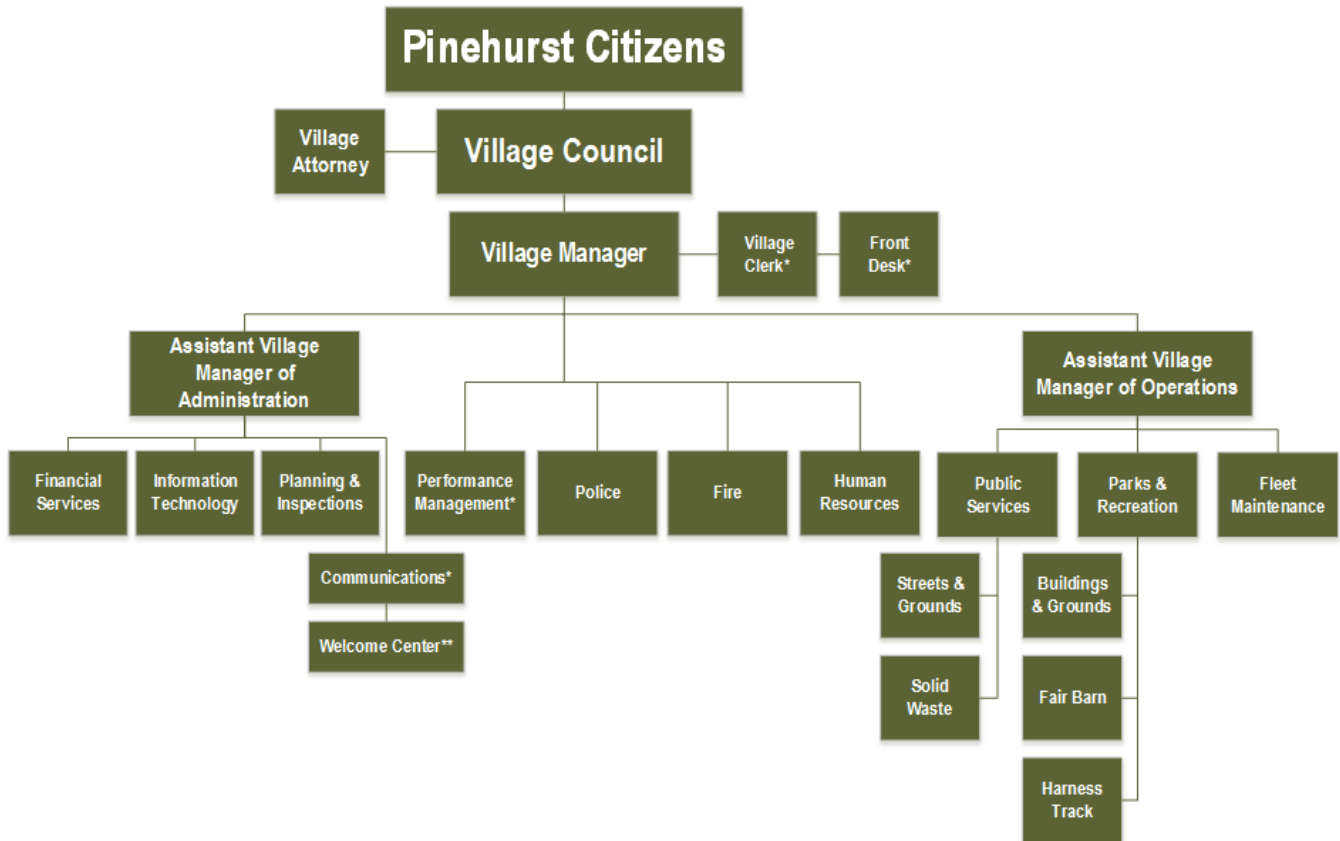 Pinehurst Citizens
Village
Attorney
Village Council
Village Manager
Village
Clerk*
Front
Desk*
Assistant Village
Manager of
Administration
Assistant Village
Manager of Operations
Financial
Services
Information
Technology
Planning &
Inspections
Performance
Management*
Police
Fire
Human
Resources
Public
Services
Parks &
Recreation
Fleet
Maintenance
Communications*
Welcome Center**
Streets &
Grounds
Buildings
& Grounds
Solid
Waste
Fair Barn
Harness
Track